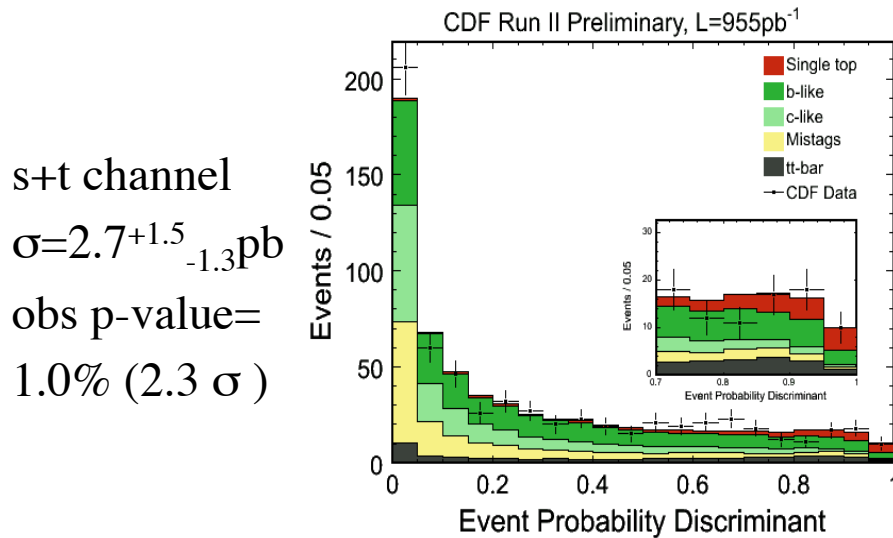 s+t channel
σ=2.7+1.5 -1.3pb
obs p-value=
1.0% (2.3 σ )
CDF Run II Preliminary, L=955pb-1
Events / 0.05
200
150
100
50
0
Single top
b-like
c-like
Mistags
tt-bar
CDF Data
Events / 0.05
30
20
10
0
0.7 0.8 0.9 1
Event Probability Discriminant
0 0.2 0.4 0.6 0.8 1
Event Probability Discriminant